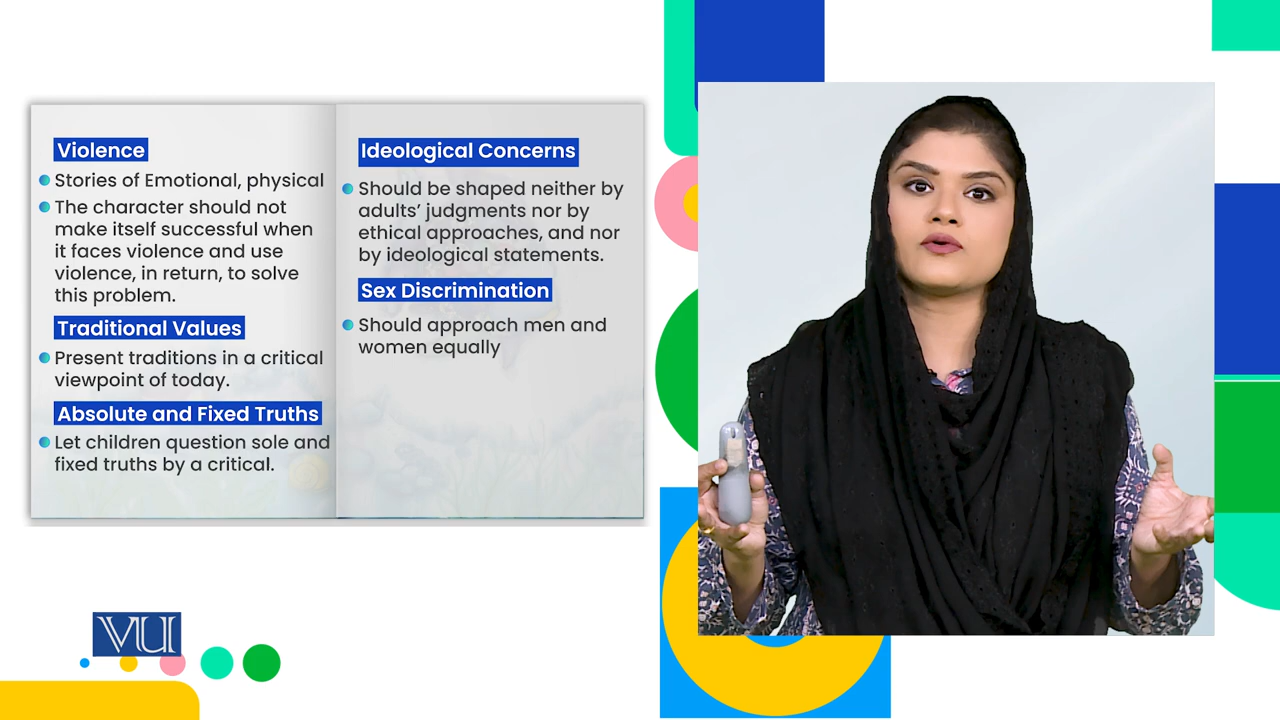 Violence
Stories of Emotional, physical
The character should not
make itself successful when
it faces violence and use
violence, in return, to solve
this problem.
Traditional Values
Present traditions in a critical
viewpoint of today.
Absolute and Fixed Truths
Let children question sole and
fixed truths by a critical.
Ideological Concerns
Should be shaped neither by
adults’ judgments nor by
ethical approaches, and nor
by ideological statements.
Sex Discrimination
Should approach men and
women equally
VU